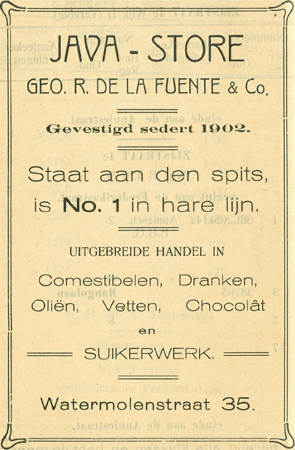 JAVA - STORE
GEO. R. DE LA FUENTE & Co.
Gevestigd sedert 1902.
Staat aan den spits,
is No. 1 in hare lijn.
UITGEBREIDE HANDEL IN
Comestibelen, Dranken,
Oliën, Vetten, Chocolât
en
SUIKERWERK.
Watermolenstraat 35.